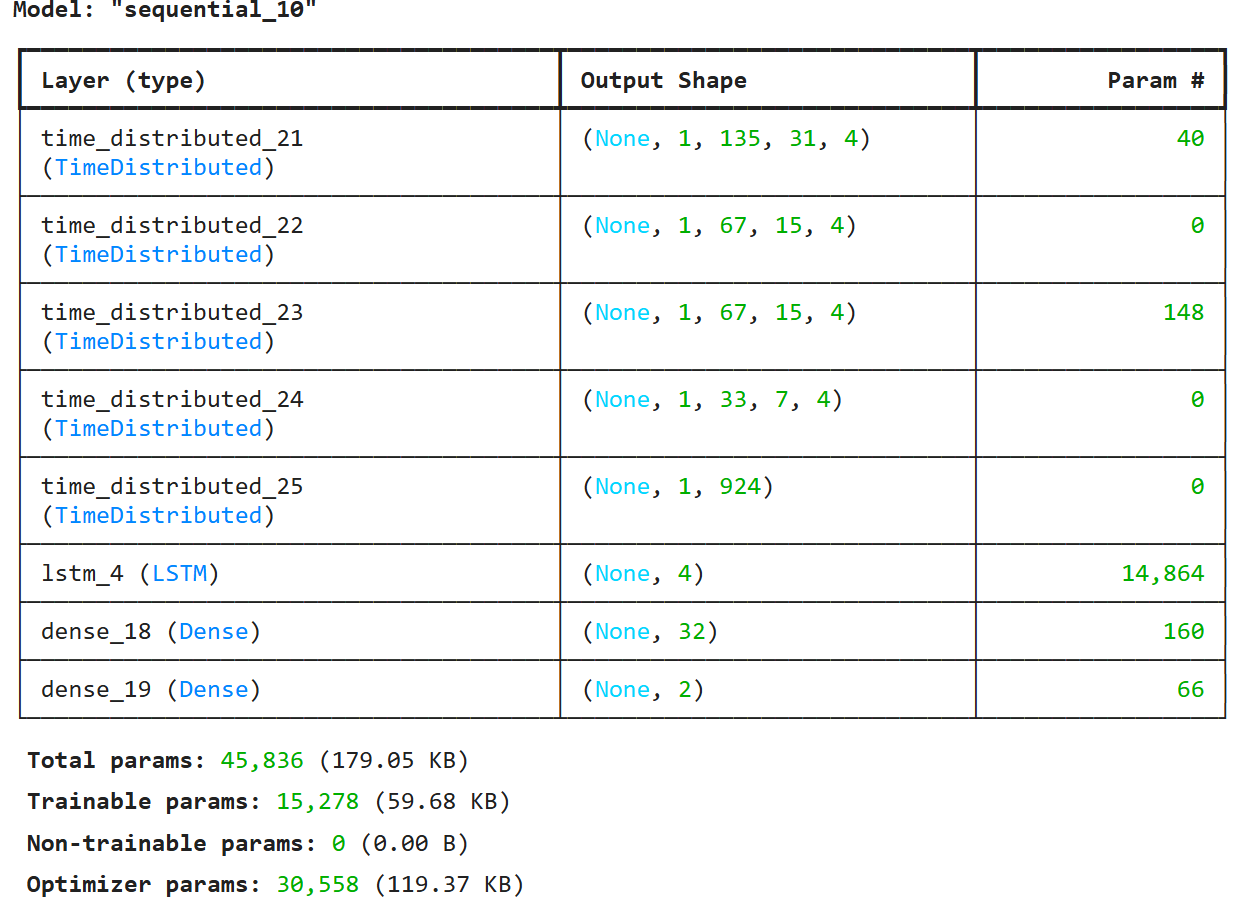 Model: "sequential_10"
Layer (type) Output Shape Param #
time_distributed_21 (None, 1, 135, 31, 4) 40
(TimeDistributed)
time_distributed_22 (None, 1, 67, 15, 4) 0
(TimeDistributed)
time_distributed_23 (None, 1, 67, 15, 4) 148
(TimeDistributed)
time_distributed_24 (None, 1, 33, 7, 4) 0
(TimeDistributed)
time_distributed_25 (None, 1, 924) 0
(TimeDistributed)
lstm_4 (LSTM) (None, 4) 14,864
dense_18 (Dense) (None, 32) 160
dense_19 (Dense) (None, 2) 66
Total params: 45,836 (179.05 KB)
Trainable params: 15,278 (59.68 KB)
Non-trainable params: 0 (0.00 B)
Optimizer params: 30,558 (119.37 KB)